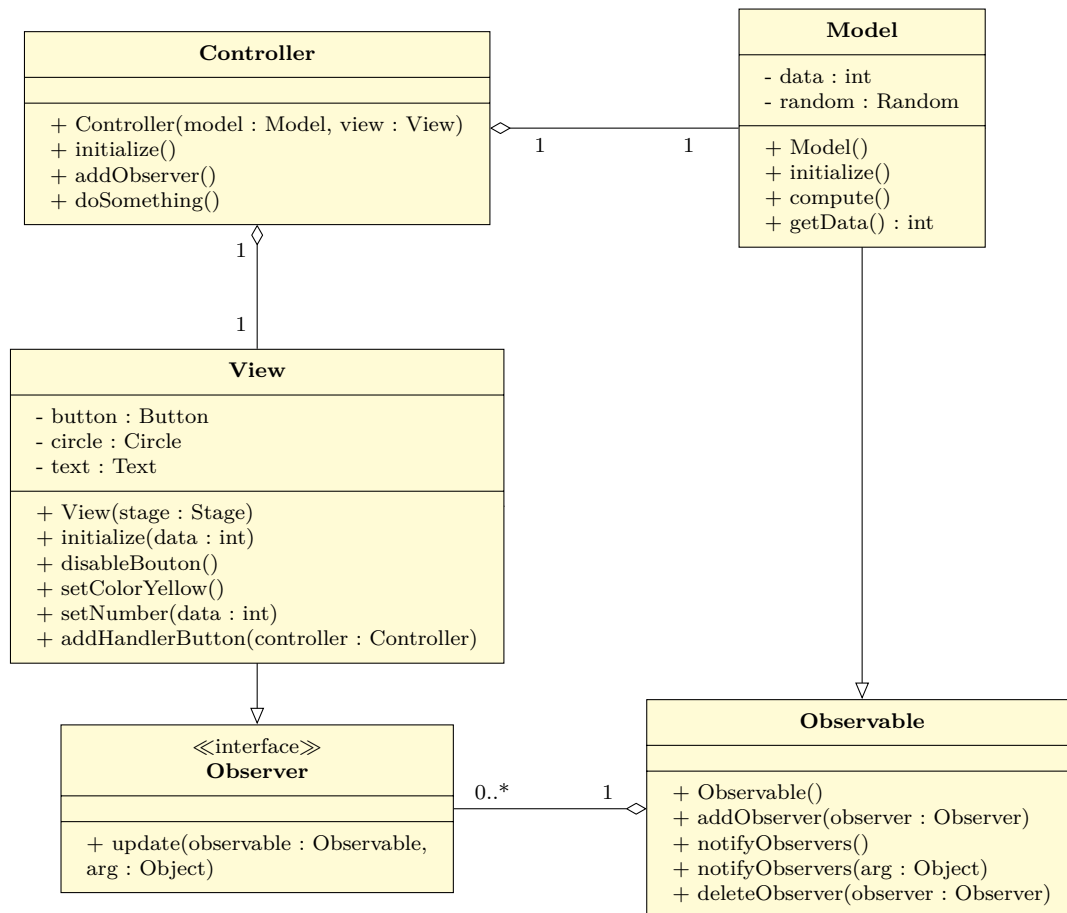 Controller
+ Controller(model : Model, view : View)
+ initialize()
+ addObserver()
+ doSomething()
1
1
Model
- data : int
- random : Random
+ Model()
+ initialize()
+ compute()
+ getData() : int
1
1
View
- button : Button
- circle : Circle
- text : Text
+ View(stage : Stage)
+ initialize(data : int)
+ disableBouton()
+ setColorYellow()
+ setNumber(data : int)
+ addHandlerButton(controller : Controller)
≪interface≫
Observer
+ update(observable : Observable,
arg : Object)
0..*
1
Observable
+ Observable()
+ addObserver(observer : Observer)
+ notifyObservers()
+ notifyObservers(arg : Object)
+ deleteObserver(observer : Observer)